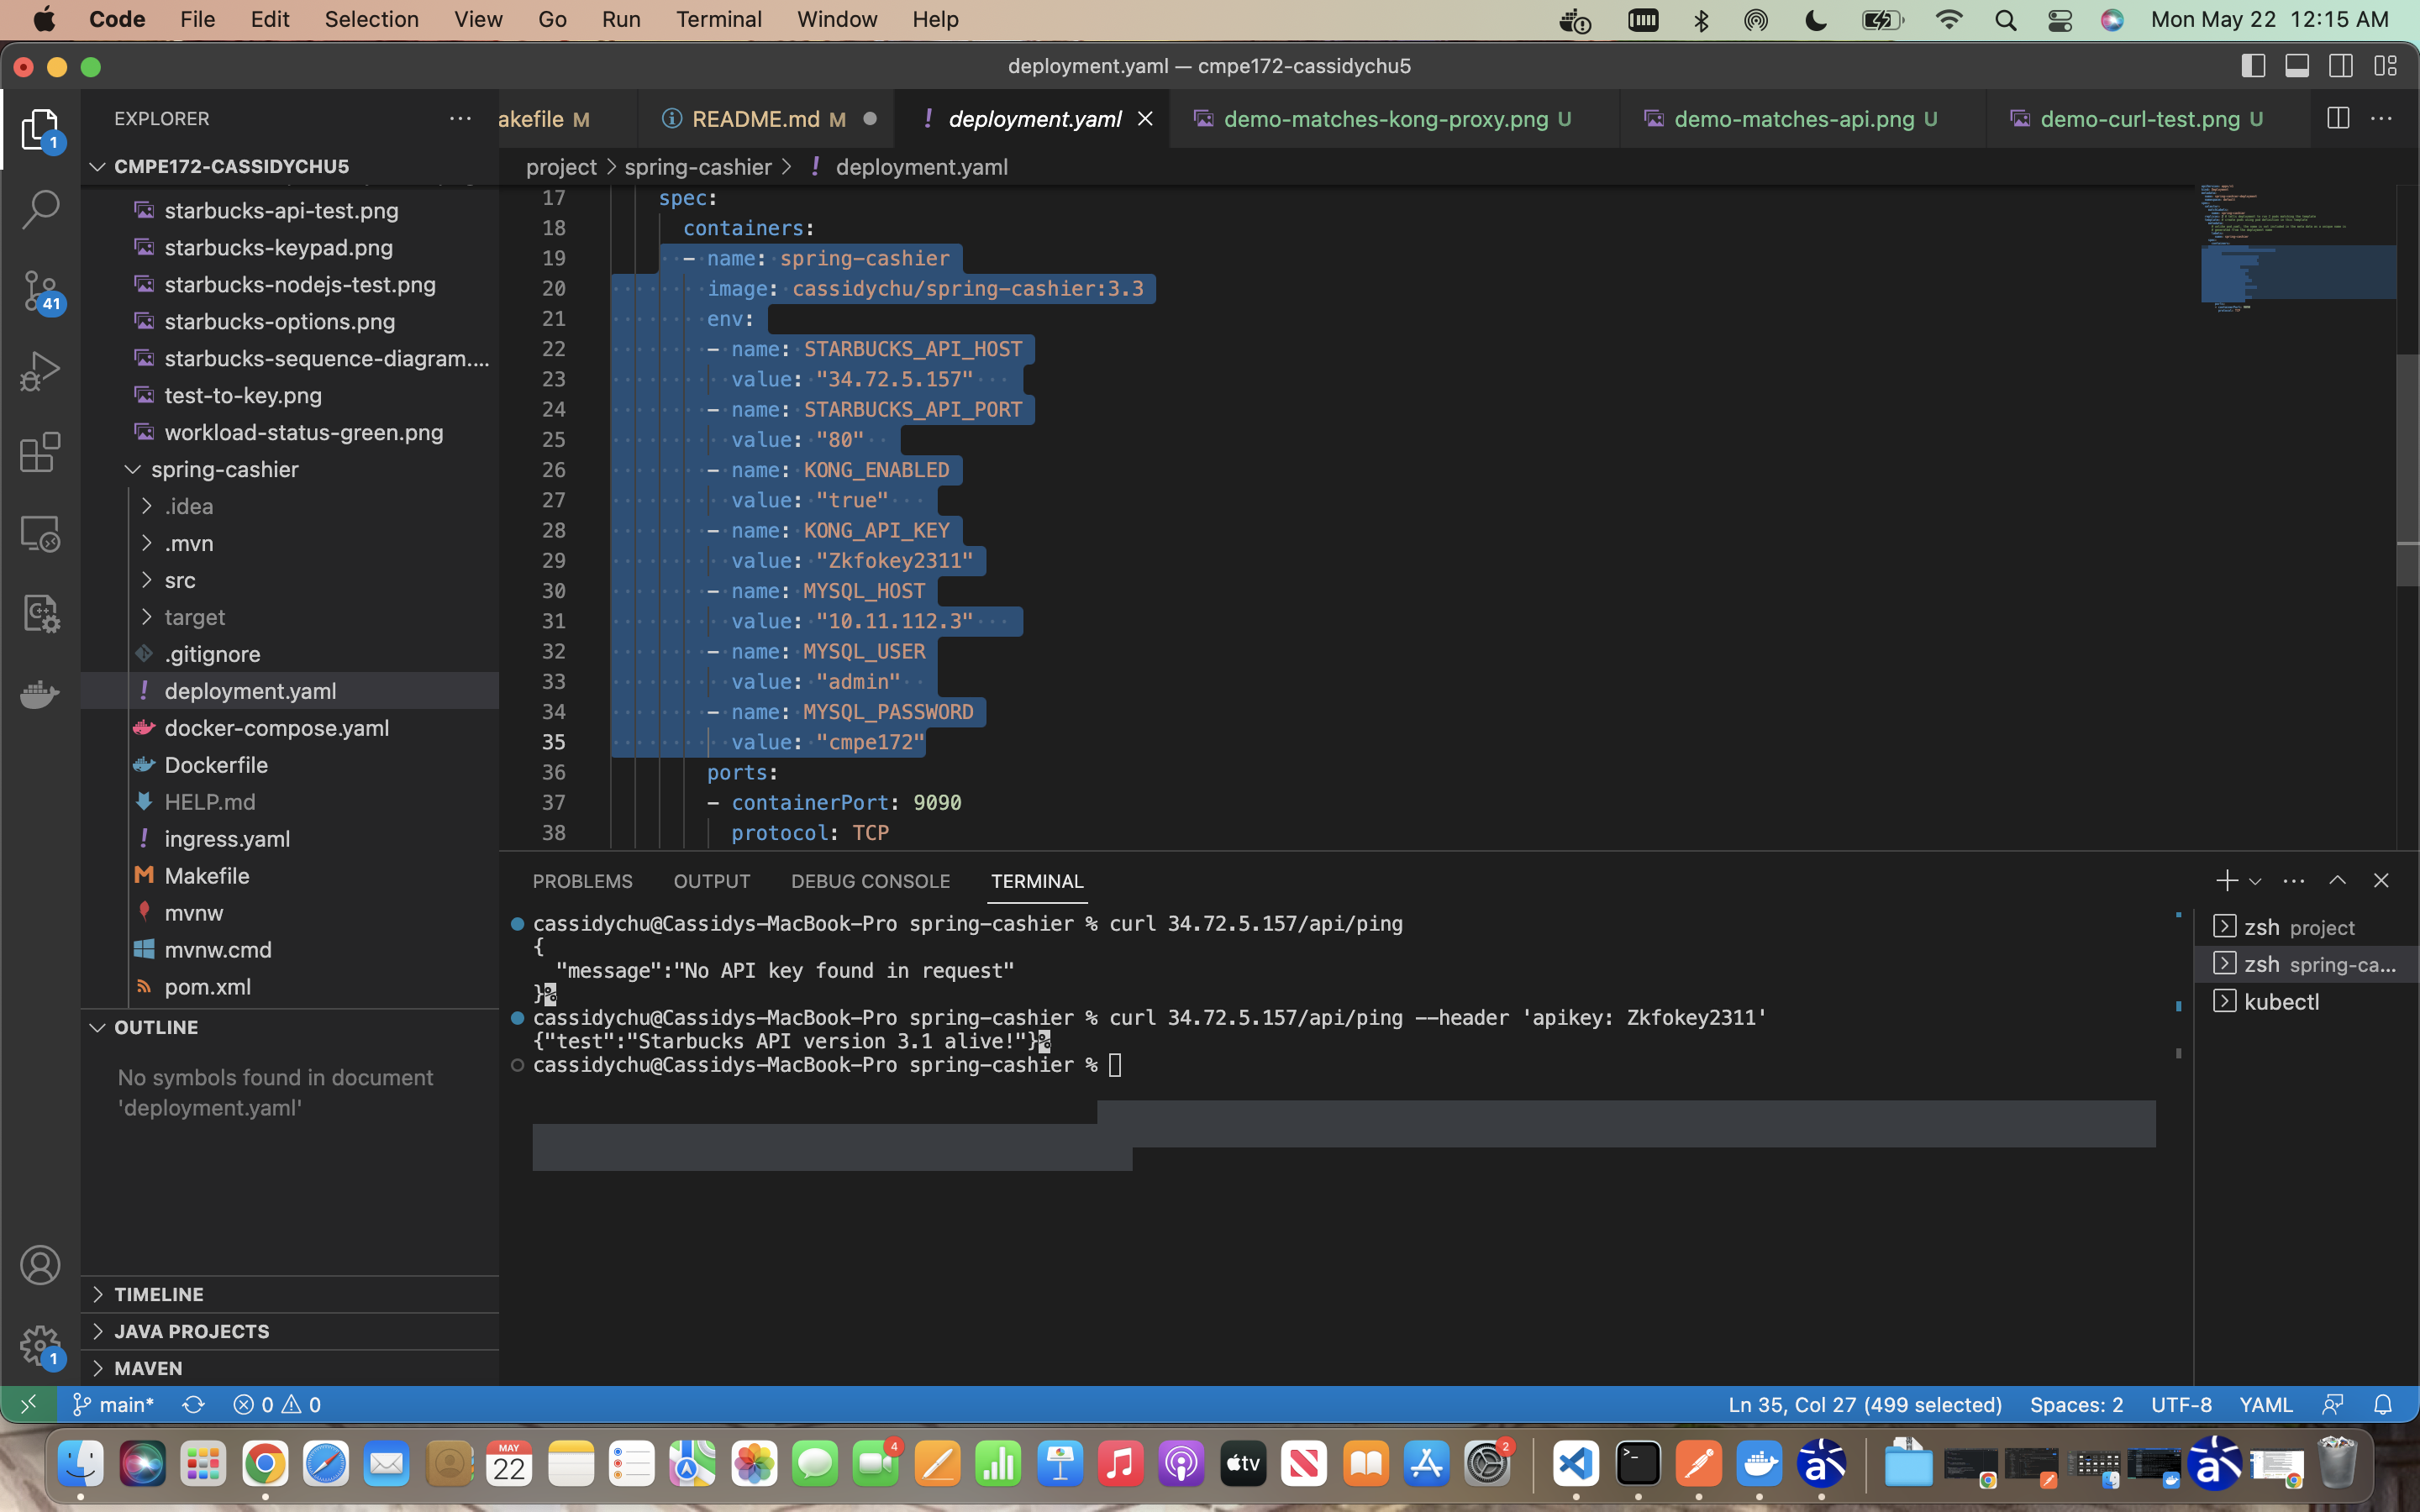 Code File Edit Selection View Go Run Terminal Window Help Mon May 22 12:15 AM
deployment.yaml — cmpe172-cassidychu5
EXPLORER
akefile M README.md M deployment.yaml demo-matches-kong-proxy.png U demo-matches-api.png U demo-curl-test.png U
1
CMPE172-CASSIDYCHU5
project > spring-cashier > ! deployment.yaml
starbucks-api-test.png
starbucks-keypad.png
starbucks-nodejs-test.png
starbucks-options.png
starbucks-sequence-diagram....
test-to-key.png
workload-status-green.png
spring-cashier
.idea
.mvn
src
target
.gitignore
! deployment.yaml
docker-compose.yaml
Dockerfile
HELP.md
! ingress.yaml
Makefile
mvnw
mvnw.cmd
pom.xml
41
OUTLINE
No symbols found in document
'deployment.yaml'
TIMELINE
JAVA PROJECTS
MAVEN
1
17 spec:
18 containers:
19 - name: spring-cashier
20 image: cassidychu/spring-cashier:3.3
21 env:
22 - name: STARBUCKS_API_HOST
23 value: "34.72.5.157"
24 - name: STARBUCKS_API_PORT
25 value: "80"
26 - name: KONG_ENABLED
27 value: "true"
28 - name: KONG_API_KEY
29 value: "Zkfokey2311"
30 - name: MYSQL_HOST
31 value: "10.11.112.3"
32 - name: MYSQL_USER
33 value: "admin"
34 - name: MYSQL_PASSWORD
35 value: "cmpe172"
36 ports:
37 - containerPort: 9090
38 protocol: TCP
PROBLEMS OUTPUT DEBUG CONSOLE TERMINAL
cassidychu@Cassidys-MacBook-Pro spring-cashier % curl 34.72.5.157/api/ping
{
"message":"No API key found in request"
}%
cassidychu@Cassidys-MacBook-Pro spring-cashier % curl 34.72.5.157/api/ping --header 'apikey: Zkfokey2311'
{"test":"Starbucks API version 3.1 alive!"}%
cassidychu@Cassidys-MacBook-Pro spring-cashier %
zsh project
zsh spring-ca...
kubectl
main* 0 0 Ln 35, Col 27 (499 selected) Spaces: 2 UTF-8 YAML
MAY
22
4
tv
2